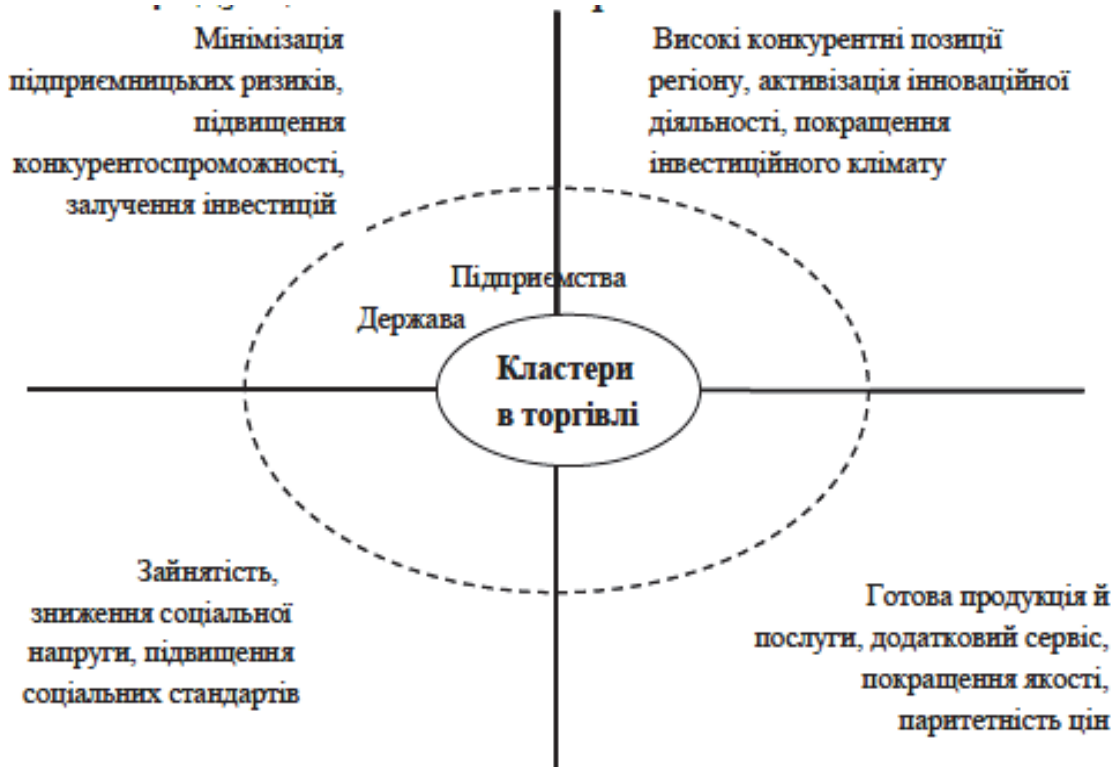 Мінімізація
підприємницьких ризиків,
підвищення
конкурентоспроможності,
залучення інвестицій
Високі конкурентні позиції
регіону, активізація інноваційної
діяльності, покращення
інвестиційного клімату
Підприємства
Держава
Кластери
в торгівлі
Зайнятість,
зниження соціальної
напруги, підвищення
соціальних стандартів
Готова продукція й
послуги, додатковий сервіс,
покращення якості,
паритетність цін